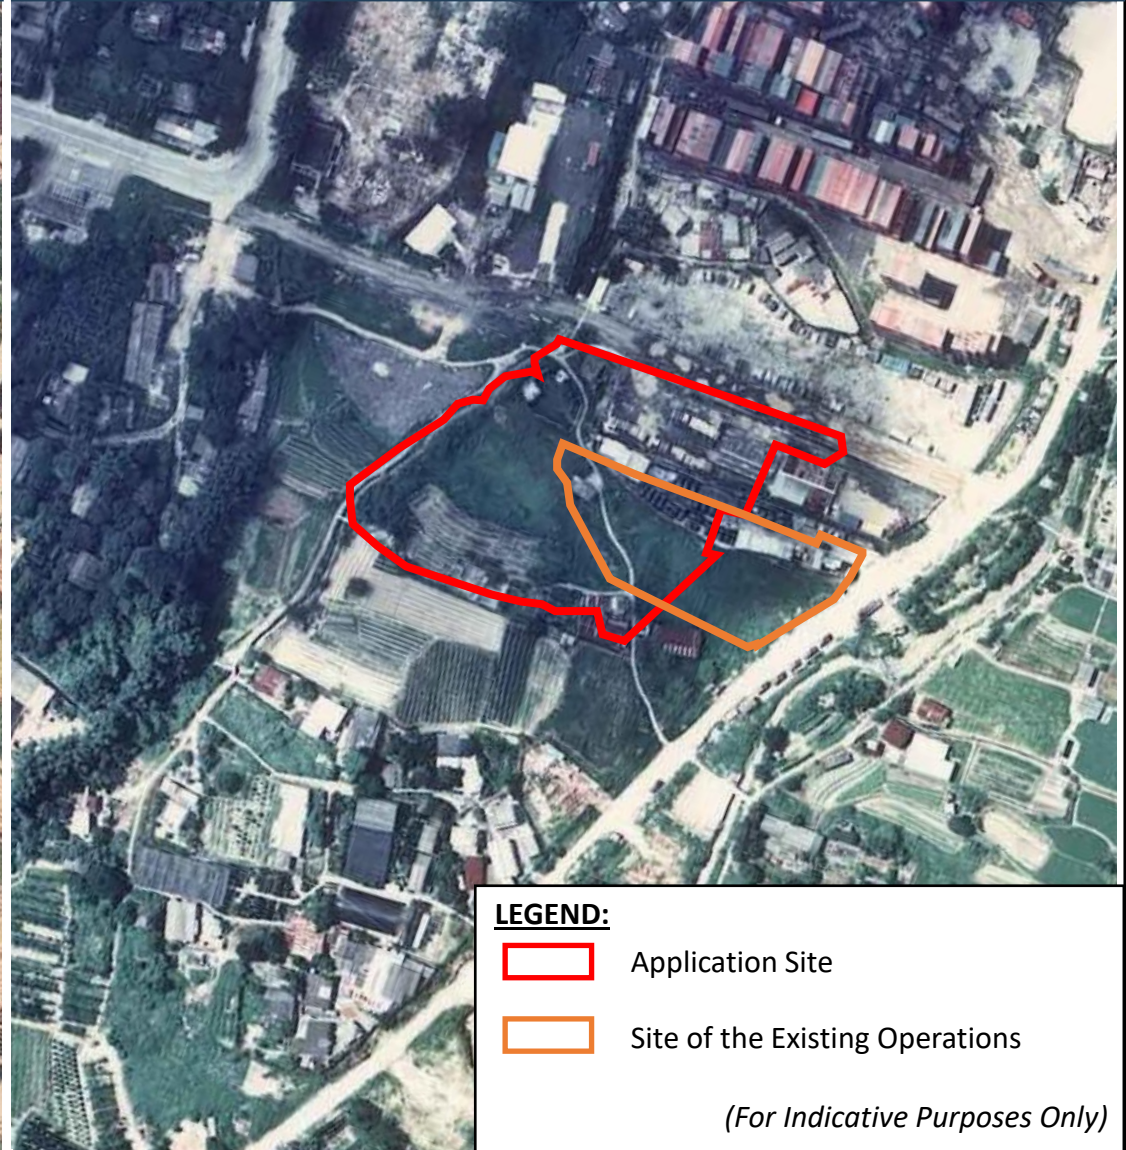 LEGEND:
Application Site
Site of the Existing Operations
(For Indicative Purposes Only)